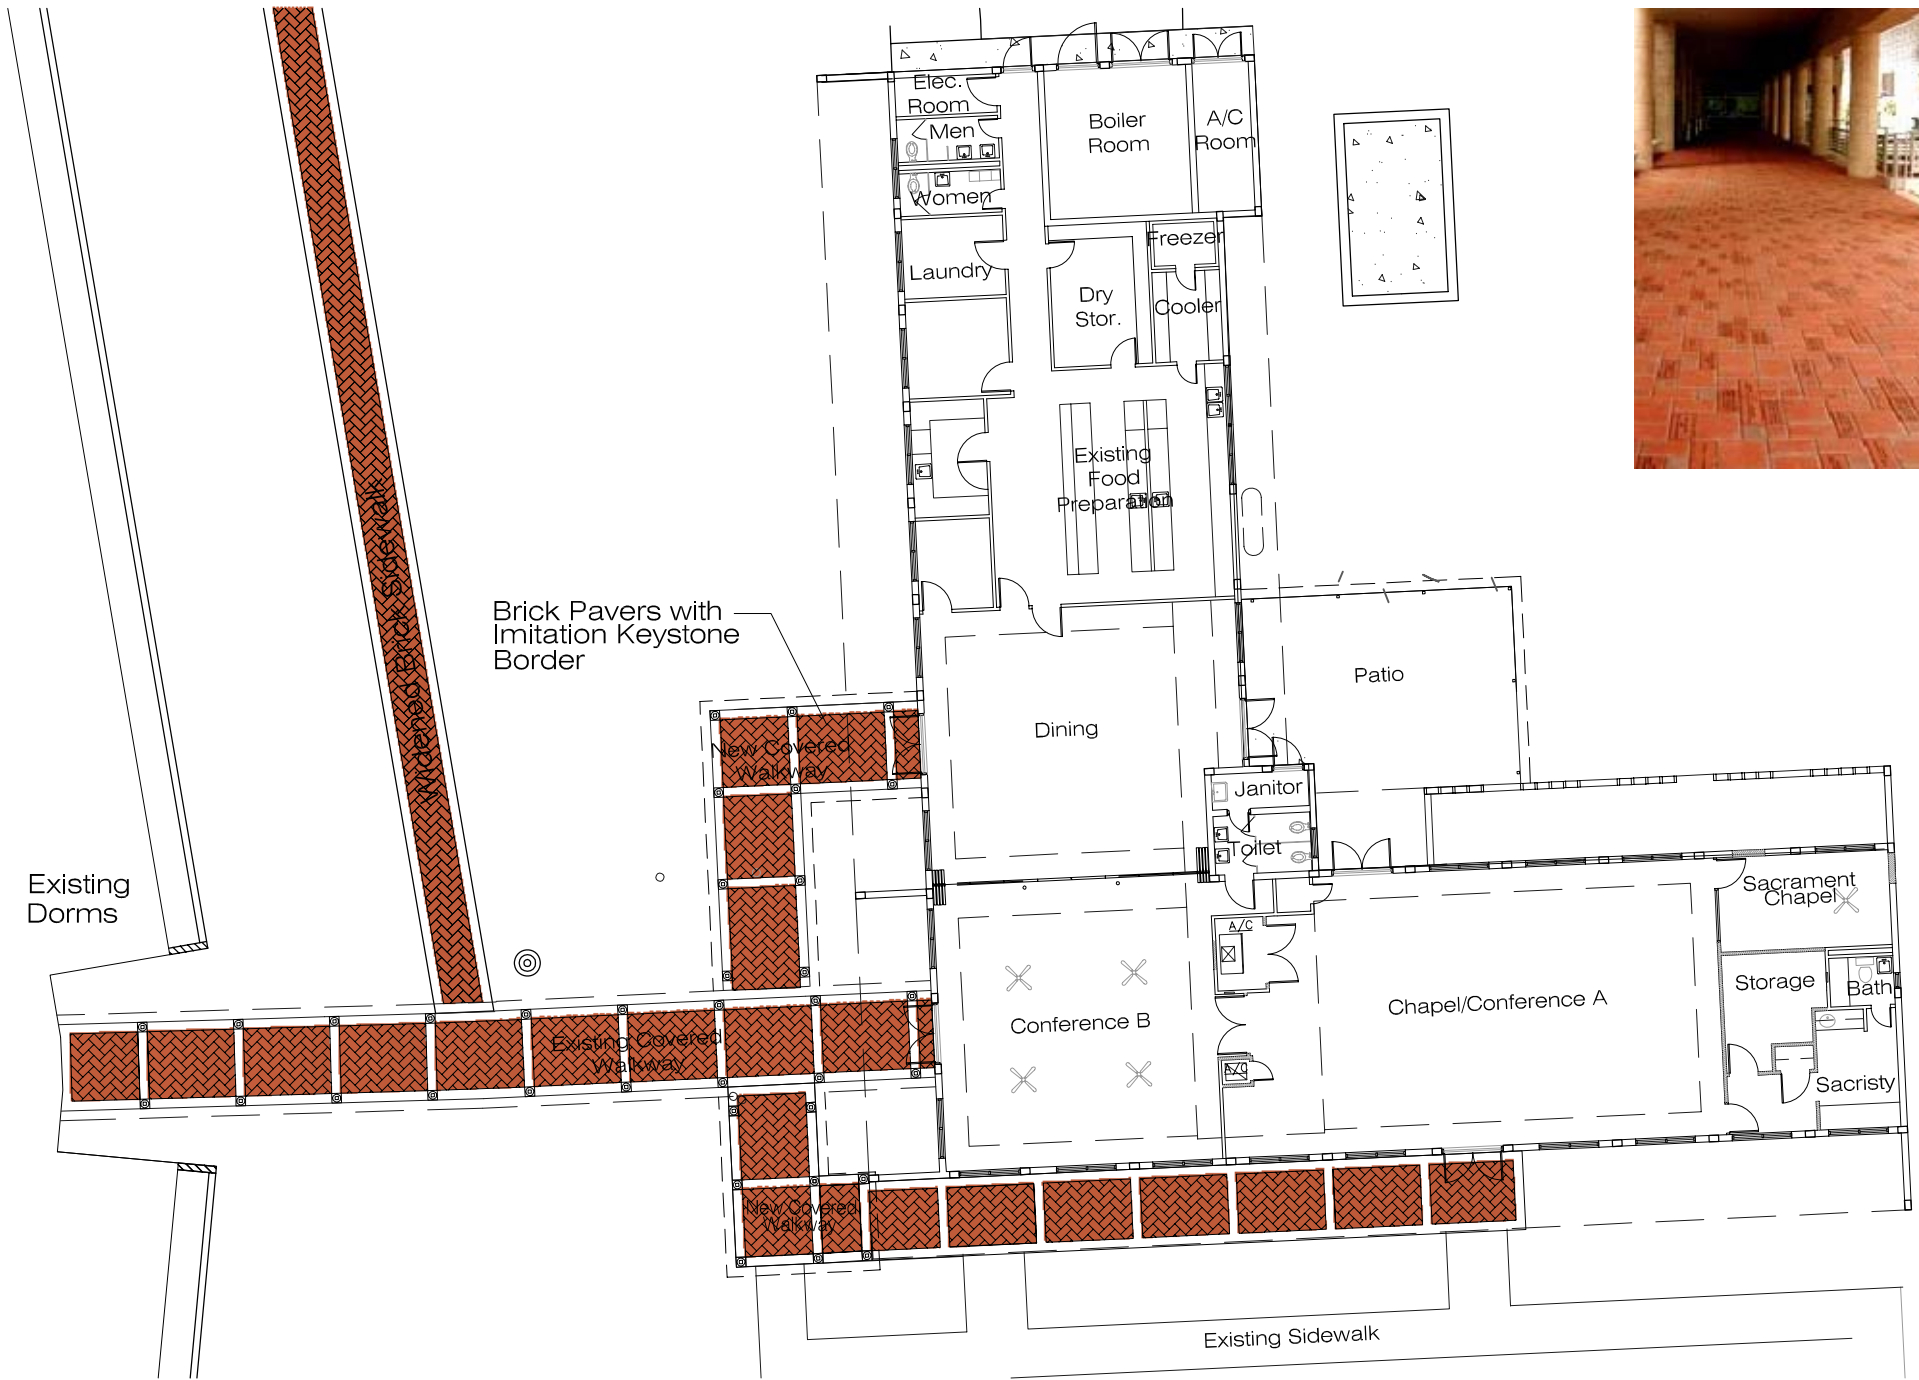 Elec.
Room
Men
Women
Laundry
Boiler
Room
A/C
Room
Freezer
Cooler
Dry
Stor.
Existing
Food
Preparation
Widened Brick Sidewalk
Brick Pavers with
Imitation Keystone
Border
Patio
Dining
New Covered
Walkway
Janitor
Toilet
Existing
Dorms
Sacrament
Chapel
A/C
Storage
Bath
Chapel/Conference A
Conference B
Existing Covered
Walkway
A/C
Sacristy
New Covered
Walkway
Existing Sidewalk